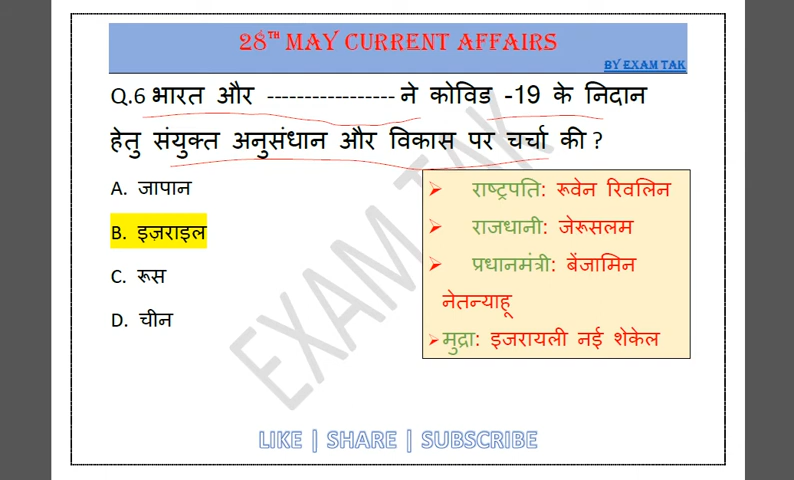 28TH MAY CURRENT AFFAIRS
BY EXAM TAK
Q.6 भारत और ----------------- ने कोविड -19 के निदान
हेतु संयुक्त अनुसंधान और विकास पर चर्चा की ?
A. जापान
B. इज़राइल
C. रूस
D. चीन
➢ राष्ट्रपति: रूवेन रिवलिन
➢ राजधानी: जेरूसलम
➢ प्रधानमंत्री: बेंजामिन
नेतन्याहू
➢ मुद्रा: इजरायली नई शेकेल
EXAM TAK
LIKE | SHARE | SUBSCRIBE